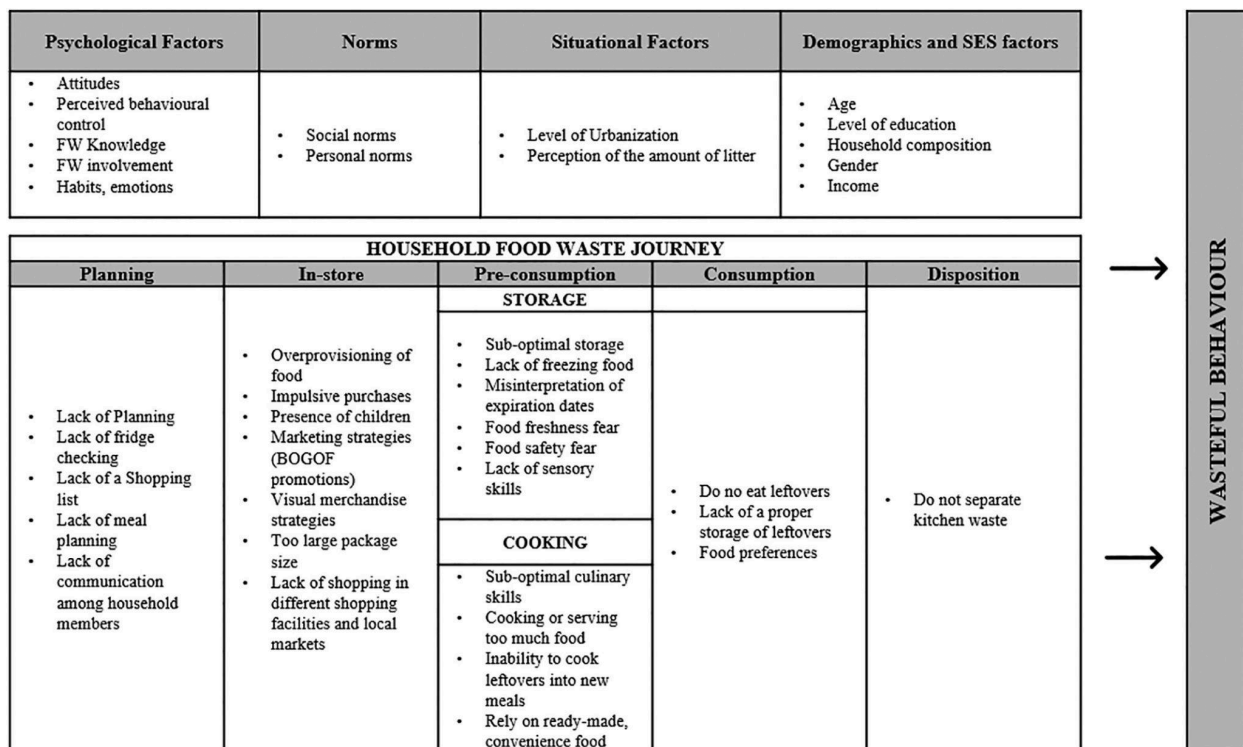 Psychological Factors
• Attitudes
• Perceived behavioural
control
• FW Knowledge
• FW involvement
• Habits, emotions
Norms
• Social norms
• Personal norms
Situational Factors
• Level of Urbanization
• Perception of the amount of litter
Demographics and SES factors
• Age
• Level of education
• Household composition
• Gender
• Income
HOUSEHOLD FOOD WASTE JOURNEY
Planning
• Lack of Planning
• Lack of fridge
checking
• Lack of a Shopping
list
• Lack of meal
planning
• Lack of
communication
among household
members
In-store
• Overprovisioning of
food
• Impulsive purchases
• Presence of children
• Marketing strategies
(BOGOF
promotions)
• Visual merchandise
strategies
• Too large package
size
• Lack of shopping in
different shopping
facilities and local
markets
Pre-consumption
STORAGE
• Sub-optimal storage
• Lack of freezing food
• Misinterpretation of
expiration dates
• Food freshness fear
• Food safety fear
• Lack of sensory
skills
COOKING
• Sub-optimal culinary
skills
• Cooking or serving
too much food
• Inability to cook
leftovers into new
meals
• Rely on ready-made,
convenience food
Consumption
• Do no eat leftovers
• Lack of a proper
storage of leftovers
• Food preferences
Disposition
• Do not separate
kitchen waste
WASTEFUL BEHAVIOUR